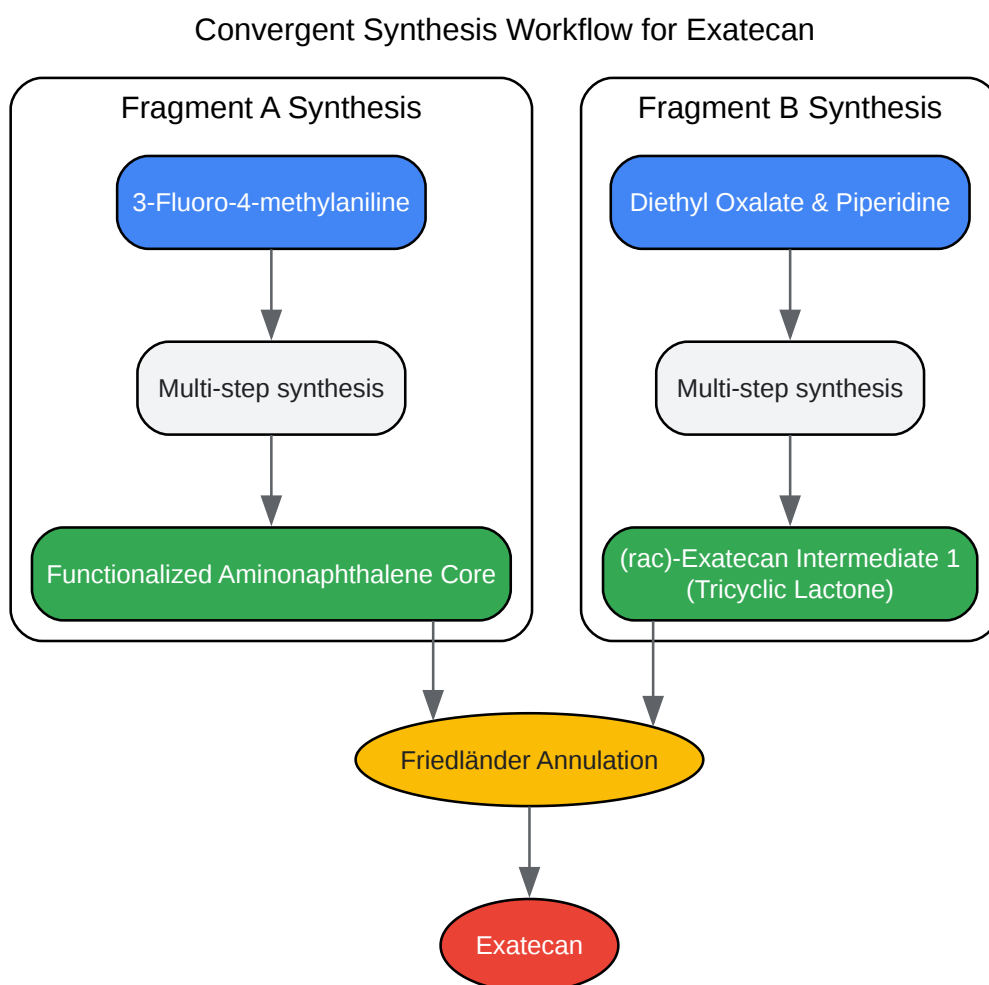 Convergent Synthesis Workflow for Exatecan
Fragment A Synthesis
3-Fluoro-4-methylaniline
Multi-step synthesis
Functionalized Aminonaphthalene Core
Fragment B Synthesis
Diethyl Oxalate & Piperidine
Multi-step synthesis
(rac)-Exatecan Intermediate 1
(Tricyclic Lactone)
Friedländer Annulation
Exatecan